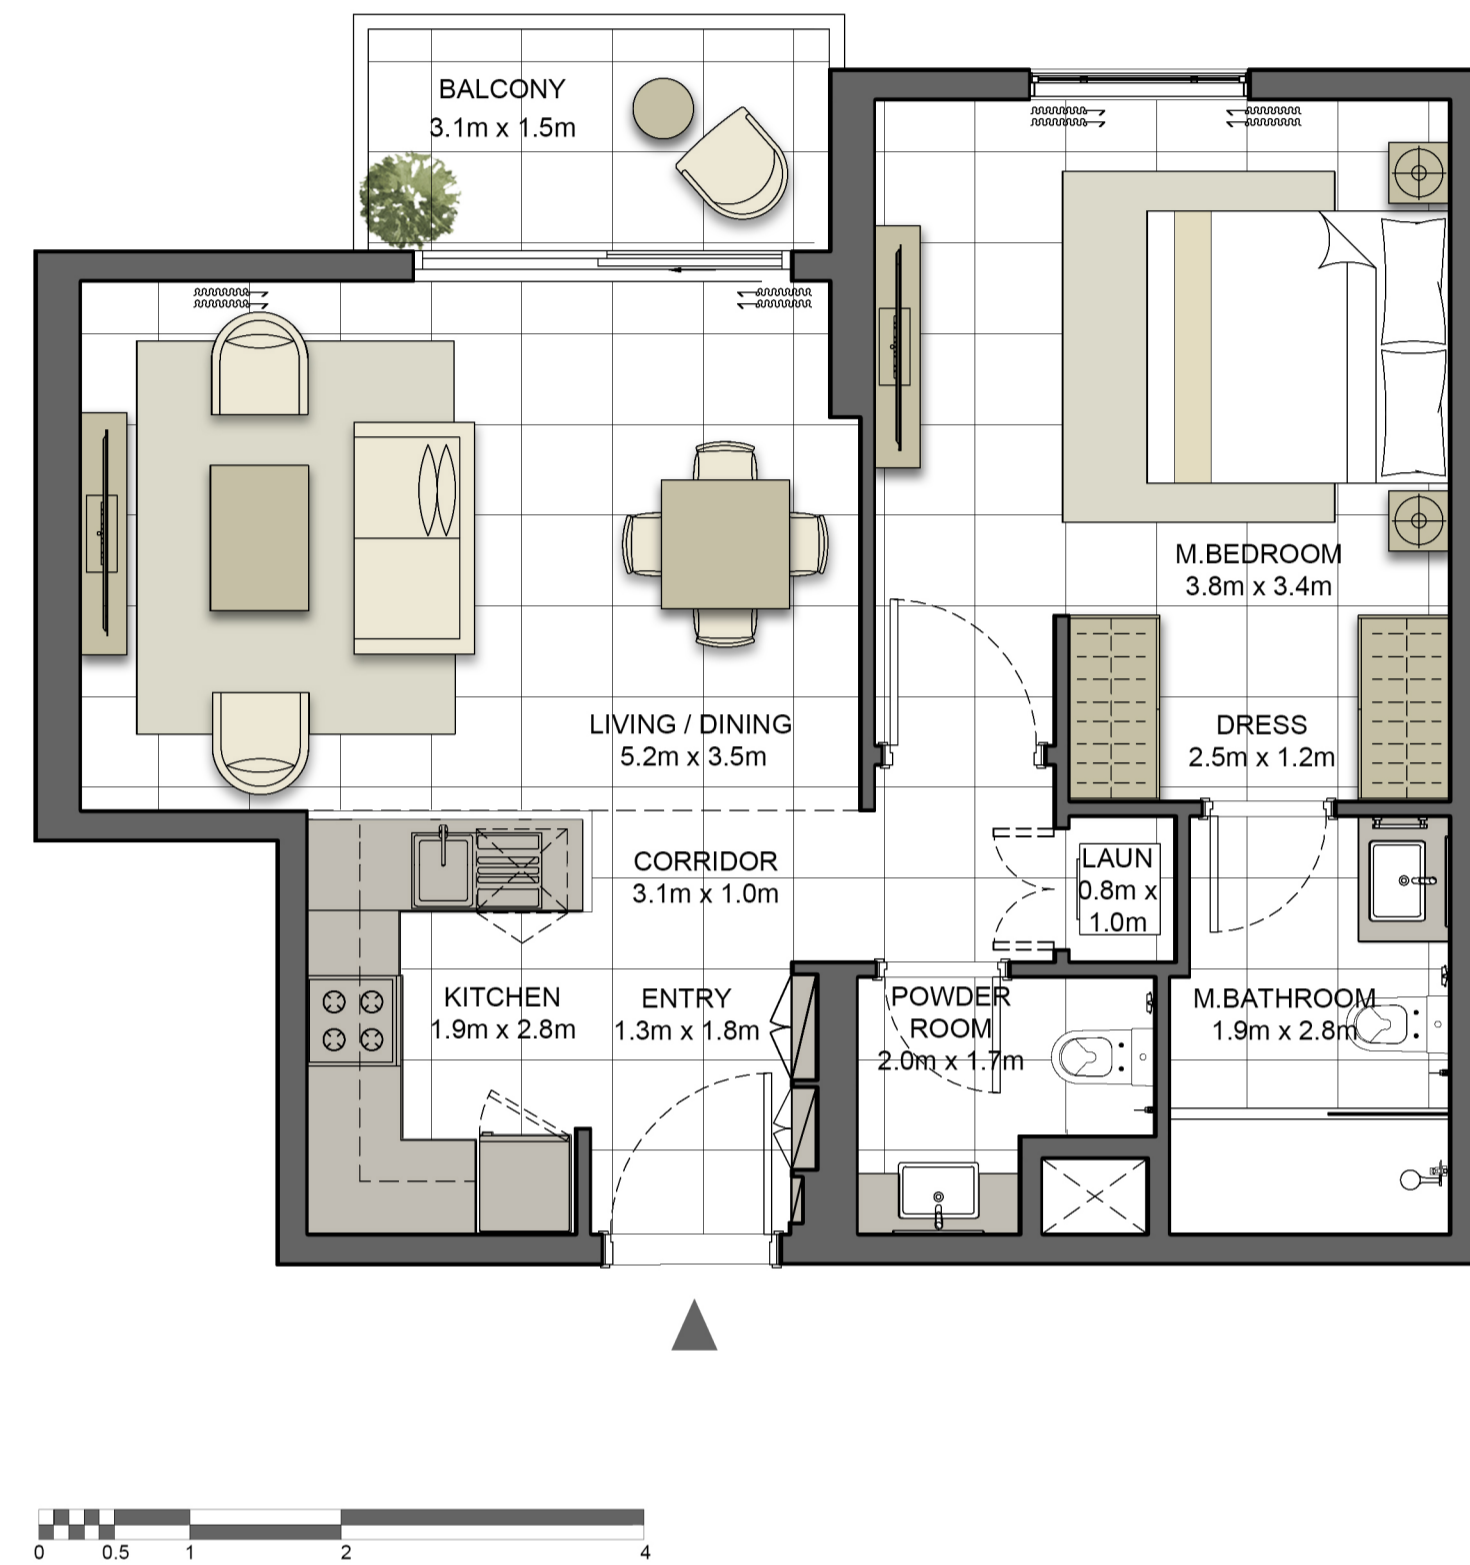 BALCONY
3.1m x 1.5m
M.BEDROOM
3.8m x 3.4m
LIVING / DINING
5.2m x 3.5m
DRESS
2.5m x 1.2m
CORRIDOR
3.1m x 1.0m
LAUN
0.8m x
1.0m
KITCHEN
1.9m x 2.8m
ENTRY
1.3m x 1.8m
POWDER
ROOM
2.0m x 1.7m
M.BATHROOM
1.9m x 2.8m
0 0.5 1 2 4